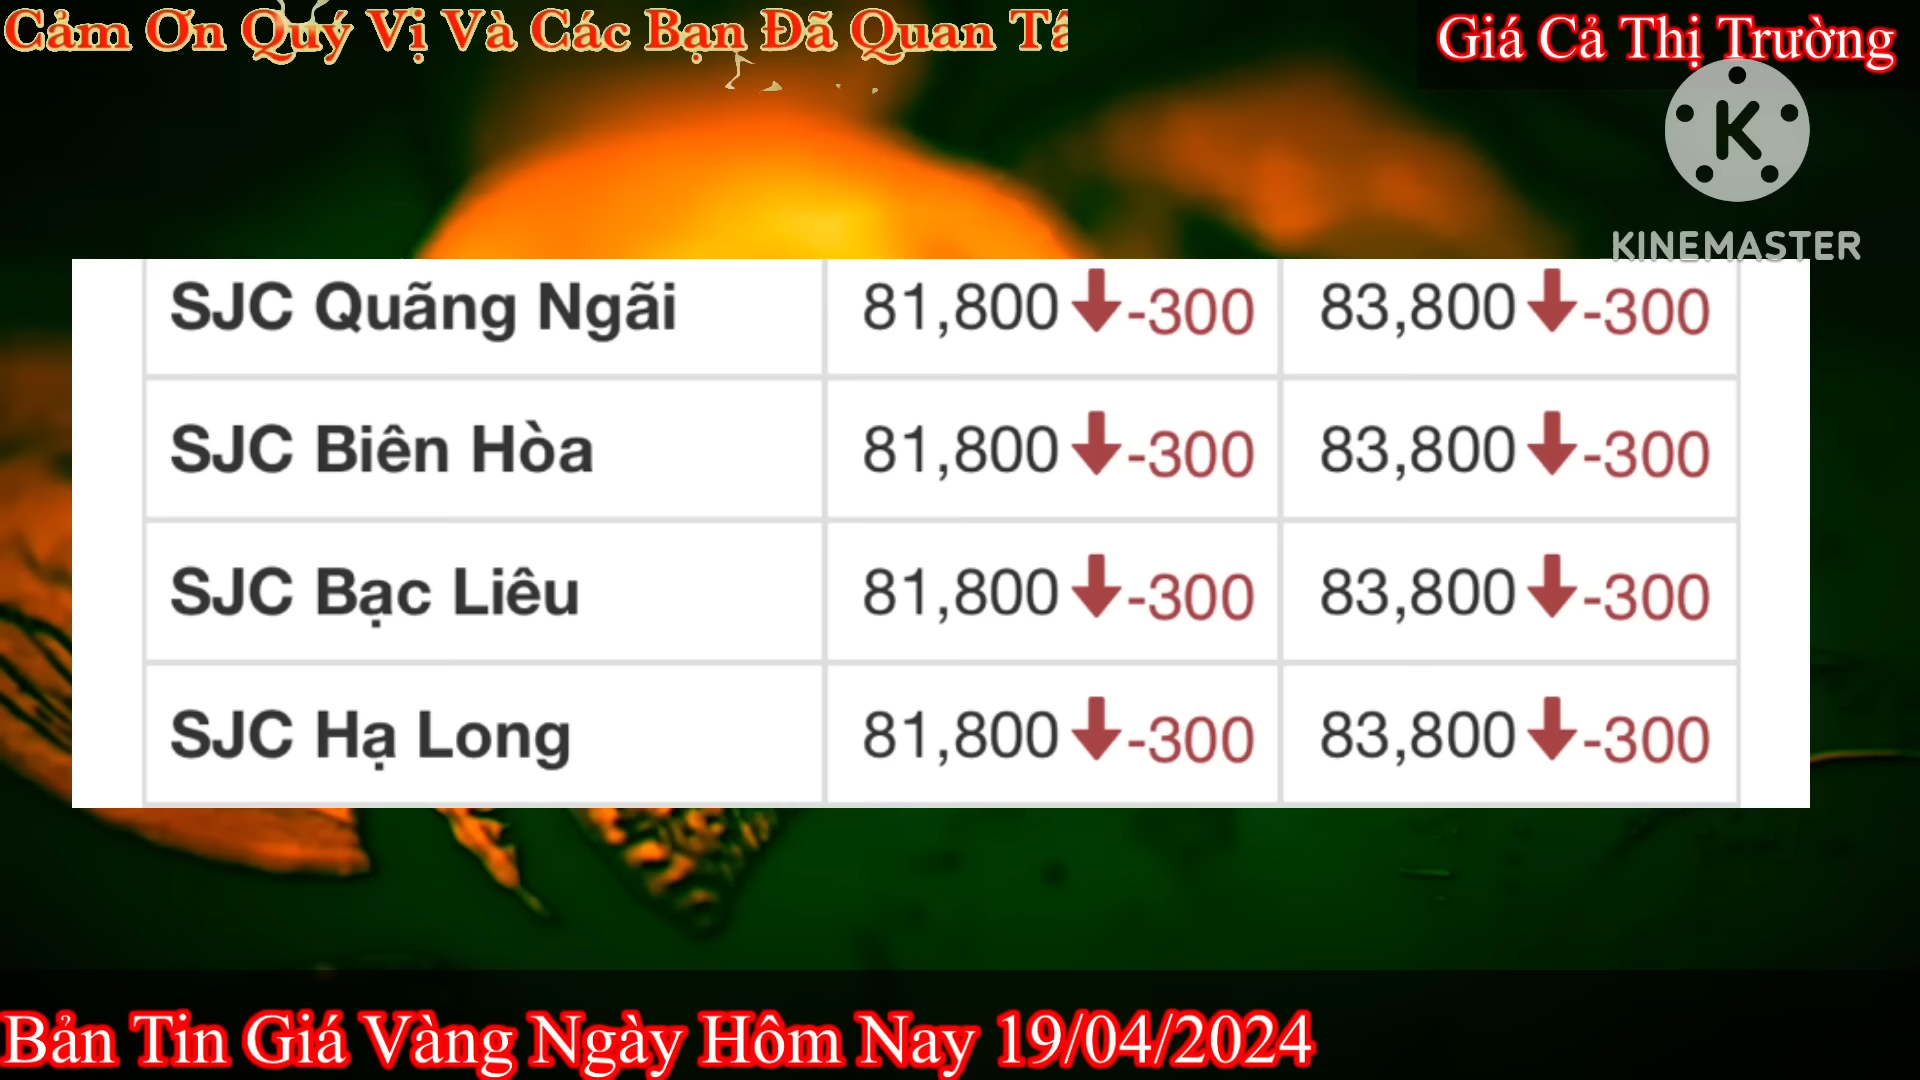 Cảm Ơn Quý Vị Và Các Bạn Đã Quan
Giá Cả Thị Trường
K
KINEMASTER
SJC Quãng Ngãi 81,800 -300 83,800 -300
SJC Biên Hòa 81,800 -300 83,800 -300
SJC Bạc Liêu 81,800 -300 83,800 -300
SJC Hạ Long 81,800 -300 83,800 -300
Bản Tin Giá Vàng Ngày Hôm Nay 19/04/2024